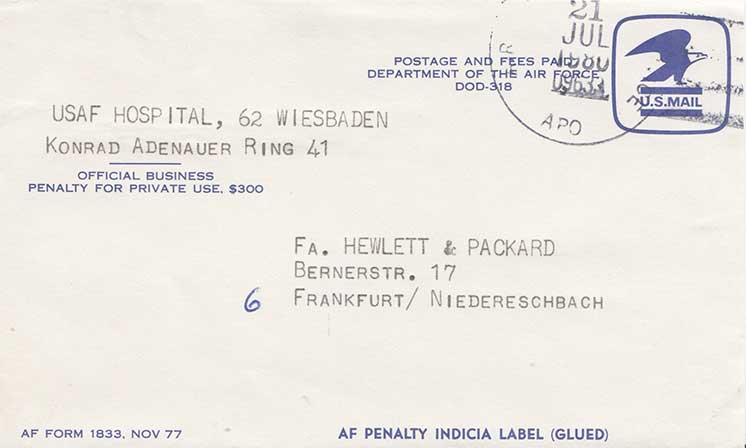 21
JUL
1980
09633
APO
U.S.MAIL
POSTAGE AND FEES PAID
DEPARTMENT OF THE AIR FORCE
DOD-318
USAF HOSPITAL, 62 WIESBADEN
KONRAD ADENAUER RING 41
OFFICIAL BUSINESS
PENALTY FOR PRIVATE USE, $300
FA. HEWLETT & PACKARD
BERNERSTR. 17
6 FRANKFURT/ NIEDERESCHBACH
AF FORM 1833, NOV 77
AF PENALTY INDICIA LABEL (GLUED)